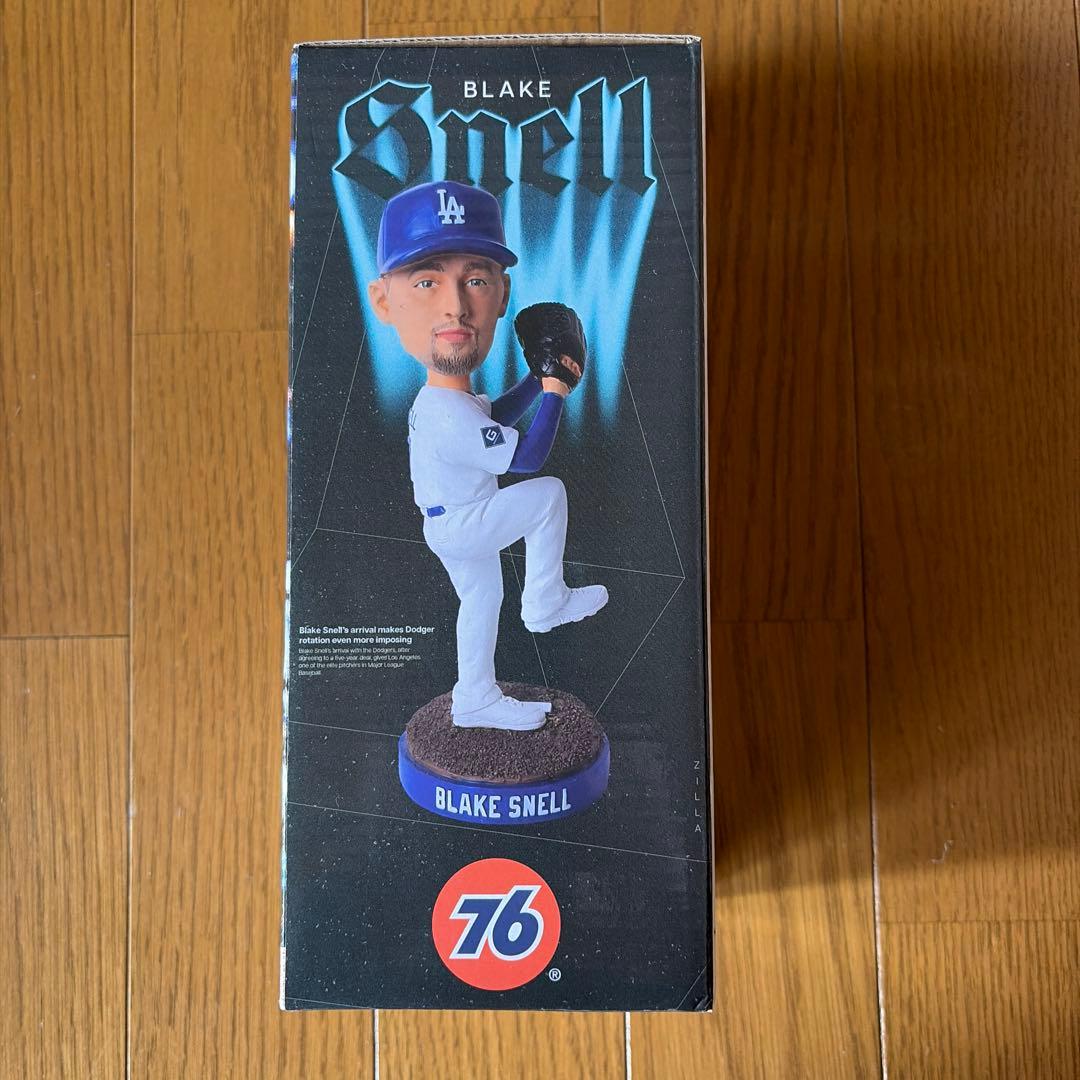 BLAKE
Snell
LA
G
Blake Snell's arrival makes Dodger
rotation even more imposing
Blake Snell's arrival with the Dodgers, after
agreeing to a five-year deal, gives Los Angeles
one of the elite pitchers in Major League
Baseball.
ZILLA
BLAKE SNELL
76
®